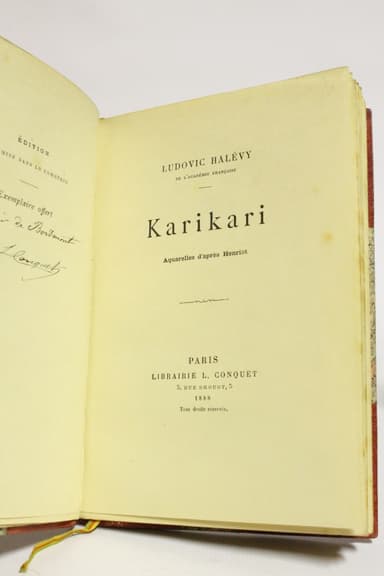 ÉDITION
MISE DANS LE COMMERCE
Exemplaire offert
de
L. Conquet
LUDOVIC HALÉVY
DE L'ACADÉMIE FRANÇAISE
Karikari
Aquarelles d'après Henriot
PARIS
LIBRAIRIE L. CONQUET
5, RUE DROUOT, 5
1888
Tous droits réservés.